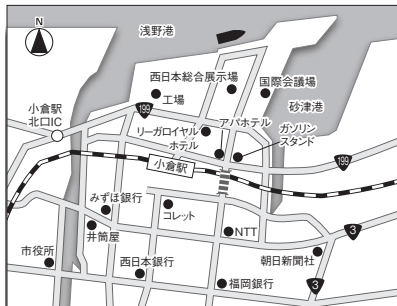 浅野港
N
西日本総合展示場
国際会議場
工場
砂津港
小倉駅
北口IC
199
アパホテル
リーガロイヤル
ホテル
ガソリン
スタンド
199
小倉駅
みずほ銀行
コレット
3
井筒屋
NTT
市役所
朝日新聞社
西日本銀行
福岡銀行
3